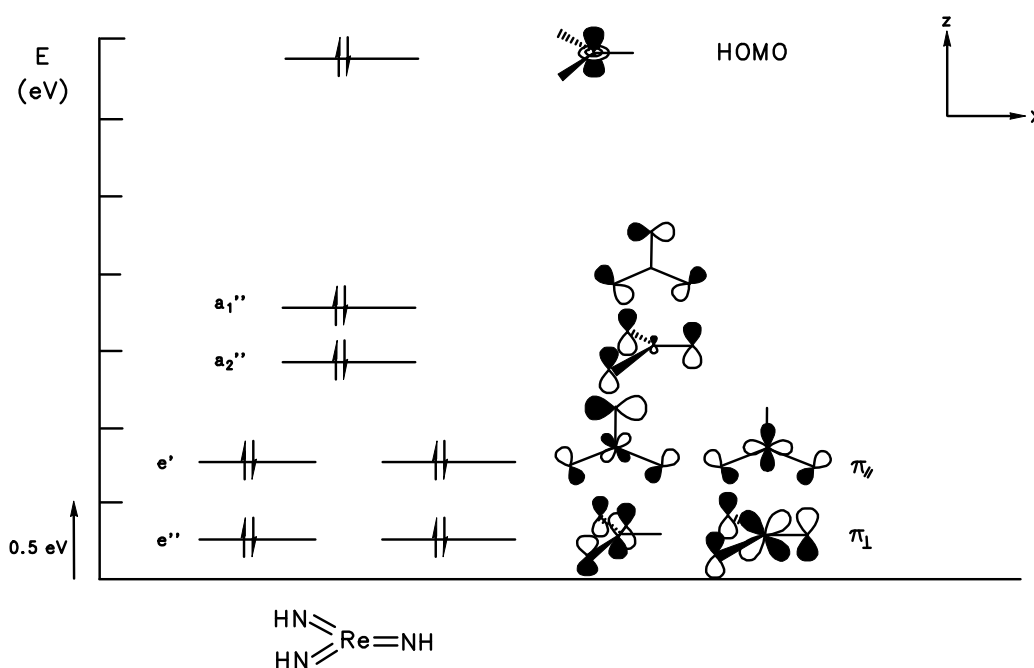 z
E
HOMO
(eV)
x
a₁''
a₂''
e' π//
0.5 eV e'' π⊥
HN
Re NH
HN